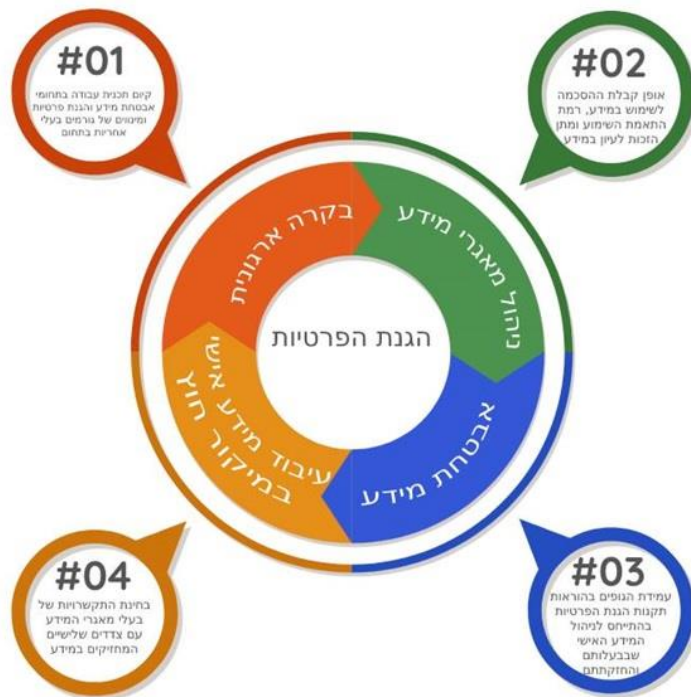 #01
קיום תכנית עבודה בתחומי
אבטחת מידע והגנת פרטיות
ומינויים של גורמים בעלי
אחריות בתחום
#02
אופן קבלת ההסכמה
לשימוש במידע, רמת
התאמת השימוש ומתן
הזכות לעיון במידע
בקרה ארגונית
ניהול מאגרי מידע
הגנת הפרטיות
עיבוד מידע אישי
במיקור חוץ
אבטחת מידע
#03
עמידת הגופים בהוראות
תקנות הגנת הפרטיות
בהתייחס לניהול
המידע האישי
שבבעלותם
והחזקתתם
#04
בחינת התקשרויות של
בעלי מאגרי המידע
עם צדדים שלישיים
המחזיקים במידע